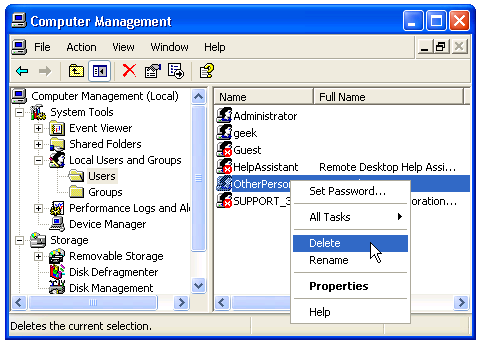 Computer Management
File Action View Window Help
Computer Management (Local)
System Tools
Event Viewer
Shared Folders
Local Users and Groups
Users
Groups
Performance Logs and Al
Device Manager
Storage
Removable Storage
Disk Defragmenter
Disk Management
Name Full Name
Administrator
geek
Guest
HelpAssistant Remote Desktop Help Assi...
OtherPerson
SUPPORT_3 oration...
Set Password...
All Tasks
Delete
Rename
Properties
Help
Deletes the current selection.